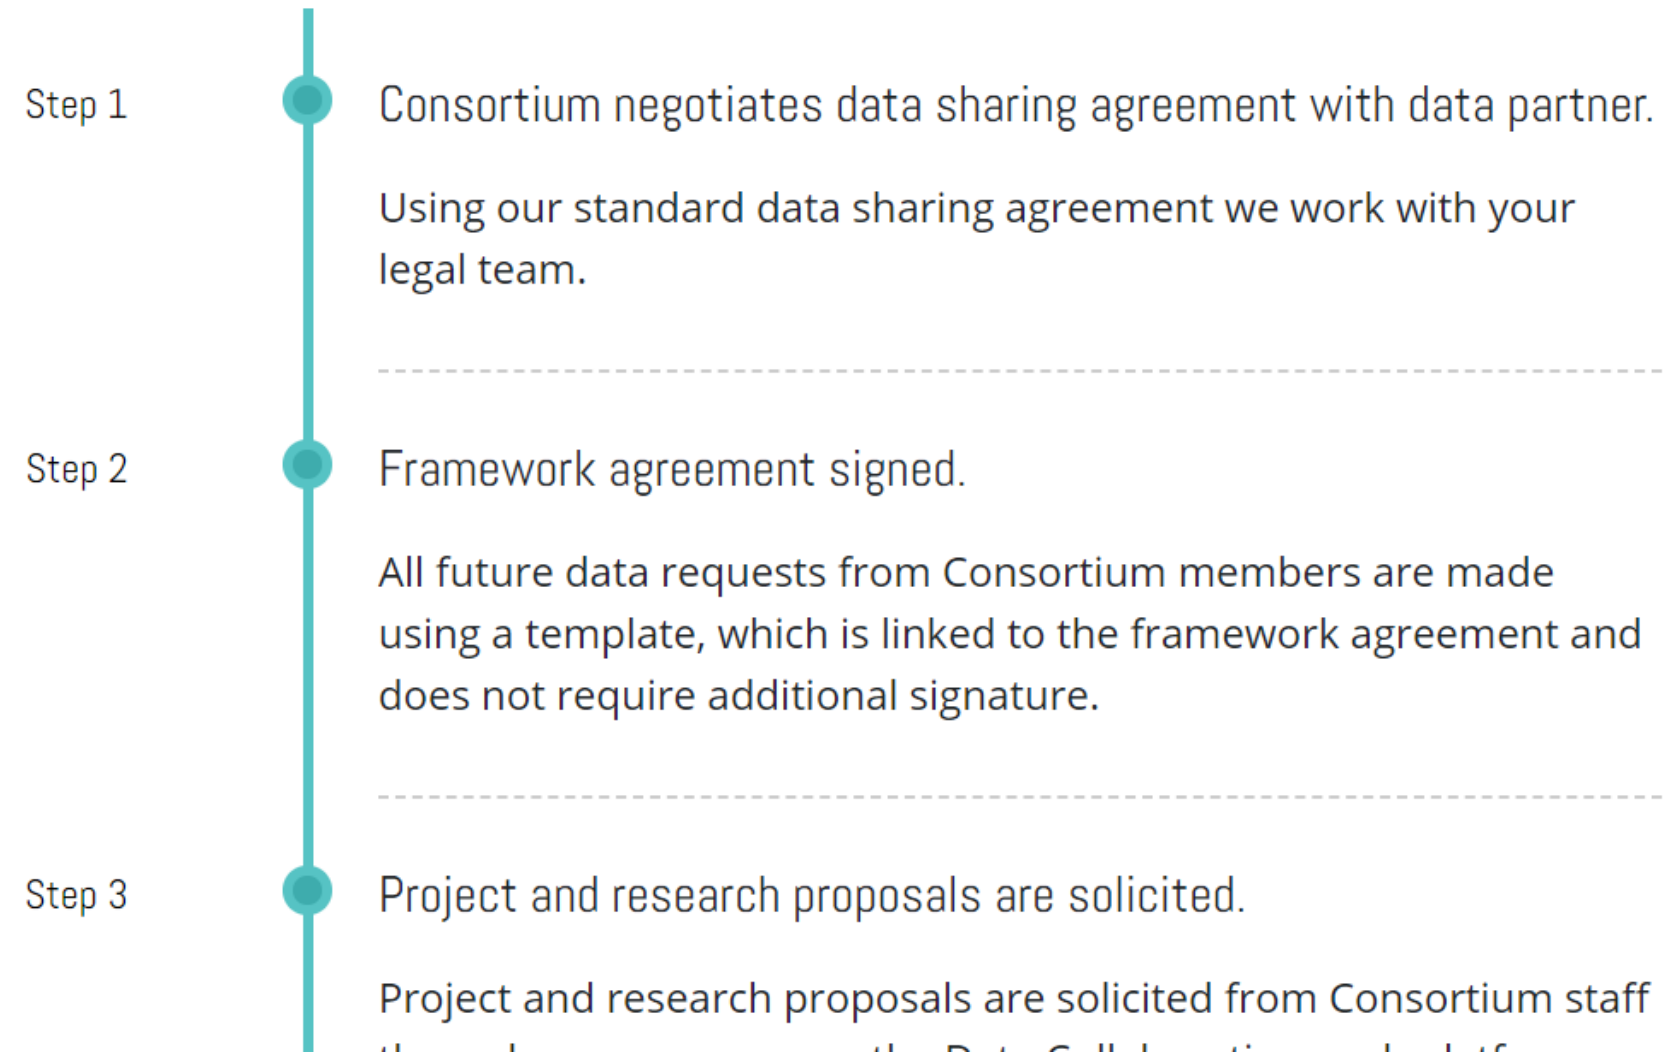 Step 1
Consortium negotiates data sharing agreement with data partner.
Using our standard data sharing agreement we work with your
legal team.
Step 2
Framework agreement signed.
All future data requests from Consortium members are made
using a template, which is linked to the framework agreement and
does not require additional signature.
Step 3
Project and research proposals are solicited.
Project and research proposals are solicited from Consortium staff
the Data